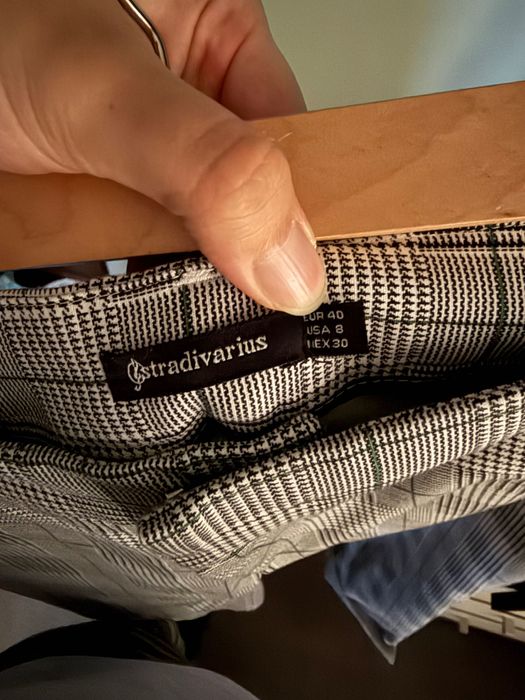 stradivarius
EUR 40
USA 8
MEX 30